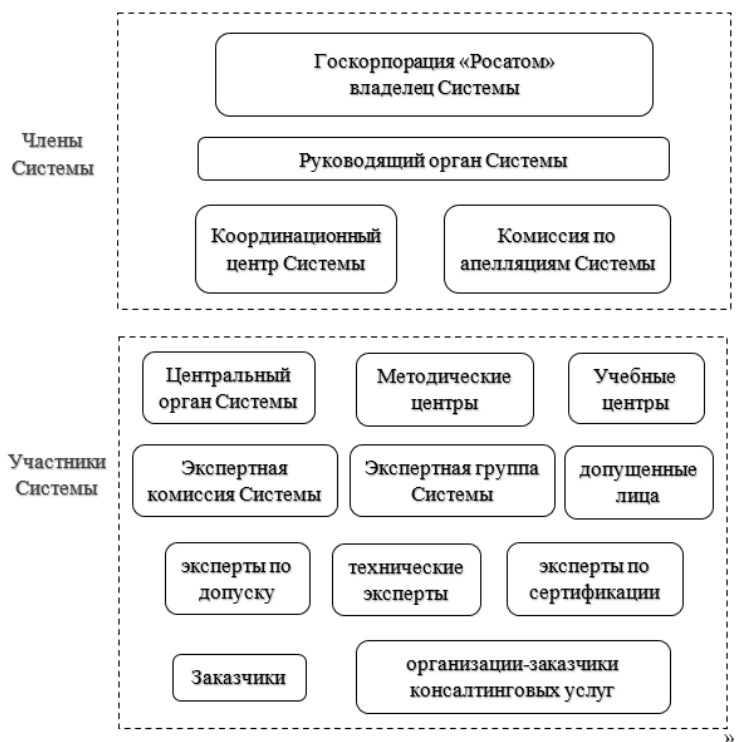 Госкорпорация «Росатом»
владелец Системы
Члены
Системы
Руководящий орган Системы
Координационный
центр Системы
Комиссия по
апелляциям Системы
Центральный
орган Системы
Методические
центры
Учебные
центры
Участники
Системы
Экспертная
комиссия Системы
Экспертная группа
Системы
допущенные
лица
эксперты по
допуску
технические
эксперты
эксперты по
сертификации
Заказчики
организации-заказчики
консалтинговых услуг
»